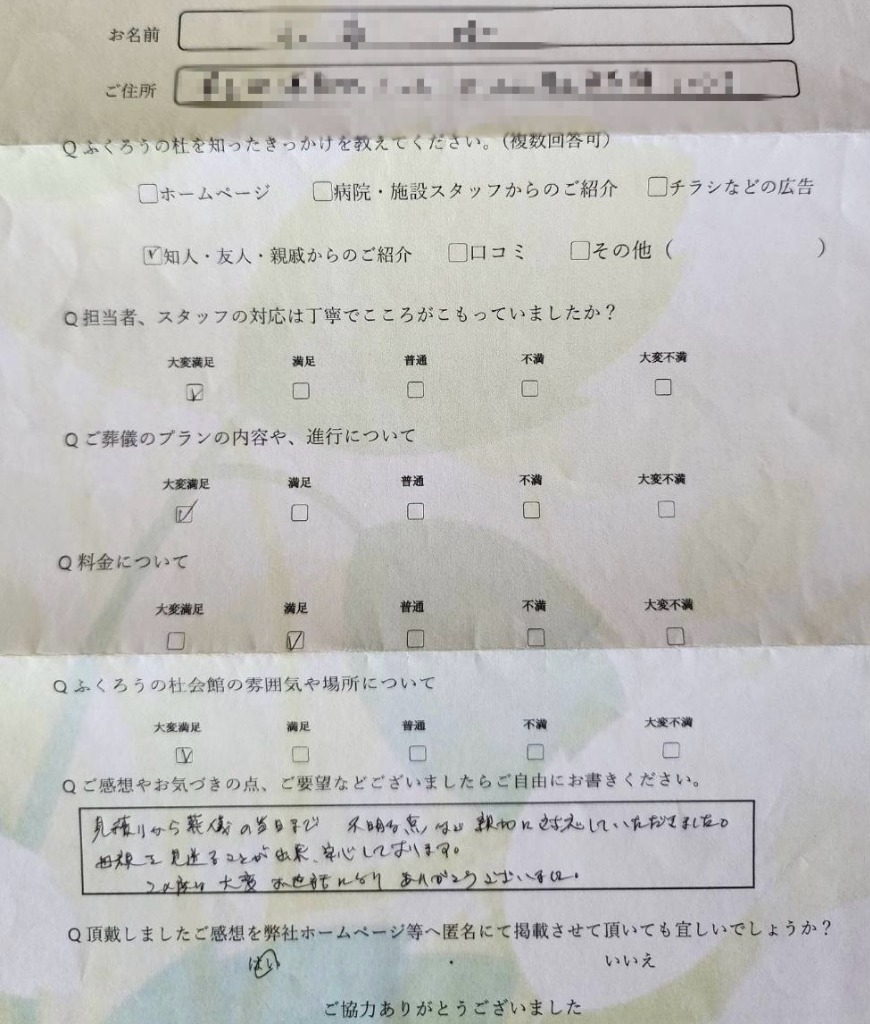 お名前
ご住所
Q ふくろうの杜を知ったきっかけを教えてください。(複数回答可)
□ホームページ □病院・施設スタッフからのご紹介 □チラシなどの広告
☑知人・友人・親戚からのご紹介 □口コミ □その他( )
Q 担当者、スタッフの対応は丁寧でこころがこもっていましたか?
大変満足 満足 普通 不満 大変不満
☑ □ □ □ □
Q ご葬儀のプランの内容や、進行について
大変満足 満足 普通 不満 大変不満
☑ □ □ □ □
Q 料金について
大変満足 満足 普通 不満 大変不満
□ ☑ □ □ □
Q ふくろうの杜会館の雰囲気や場所について
大変満足 満足 普通 不満 大変不満
☑ □ □ □ □
Q ご感想やお気づきの点、ご要望などございましたらご自由にお書きください。
見積りから葬儀の当日まで 不明な点など親切に対応していただきました。
母親を見送ることが出来、安心しております。
この度は大変お世話になり ありがとうございました。
Q 頂戴しましたご感想を弊社ホームページ等へ匿名にて掲載させて頂いても宜しいでしょうか?
はい ・ いいえ
ご協力ありがとうございました